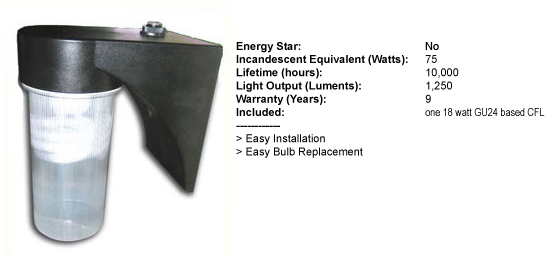 Energy Star: No
Incandescent Equivalent (Watts): 75
Lifetime (hours): 10,000
Light Output (Luments): 1,250
Warranty (Years): 9
Included: one 18 watt GU24 based CFL
------------
> Easy Installation
> Easy Bulb Replacement